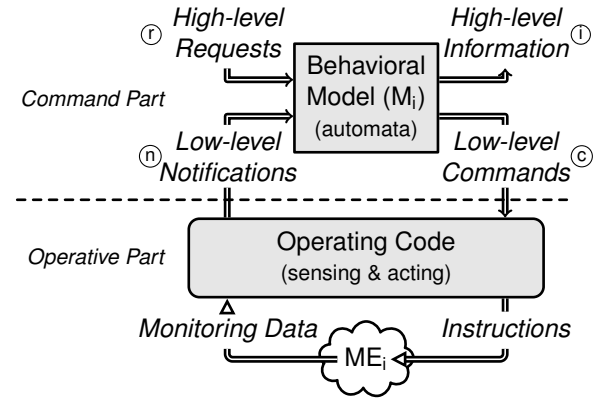 ⓡ High-level
Requests
High-level
Information ⓘ
Command Part
Behavioral
Model (Mi)
(automata)
ⓝ Low-level
Notifications
Low-level ⓒ
Commands
Operative Part
Operating Code
(sensing & acting)
Monitoring Data
MEi
Instructions